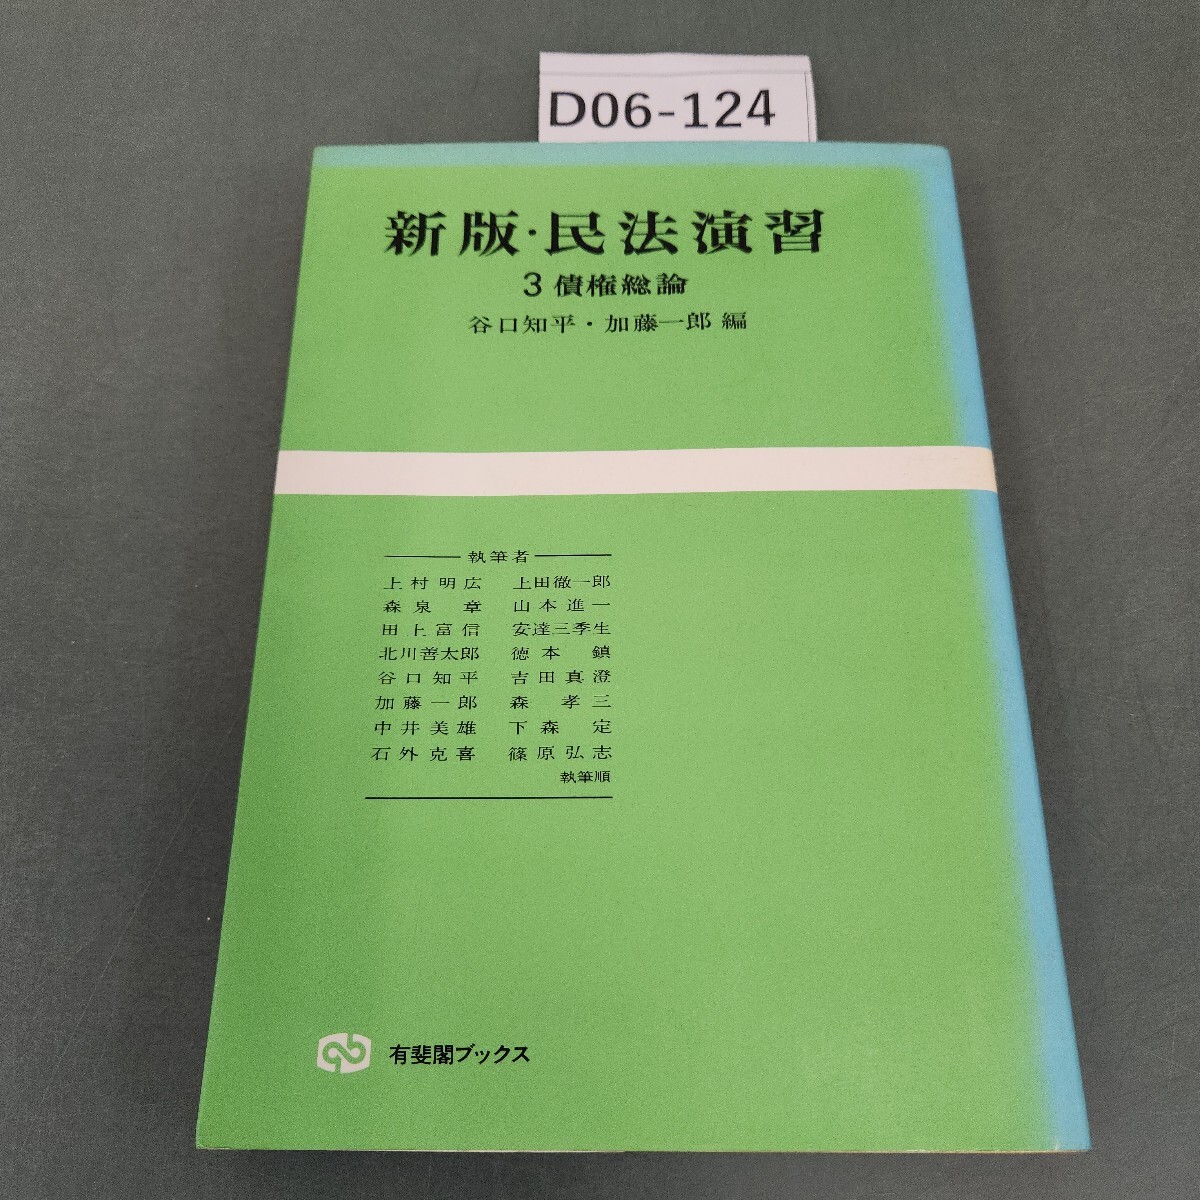 D06-124
新版・民法演習
3 債権総論
谷口知平・加藤一郎 編
執筆者
上村明広 上田徹一郎
森泉 章 山本進一
田上富信 安達三季生
北川善太郎 徳本 鎮
谷口知平 吉田真澄
加藤一郎 森 孝三
中井美雄 下森 定
石外克喜 篠原弘志
執筆順
有斐閣ブックス